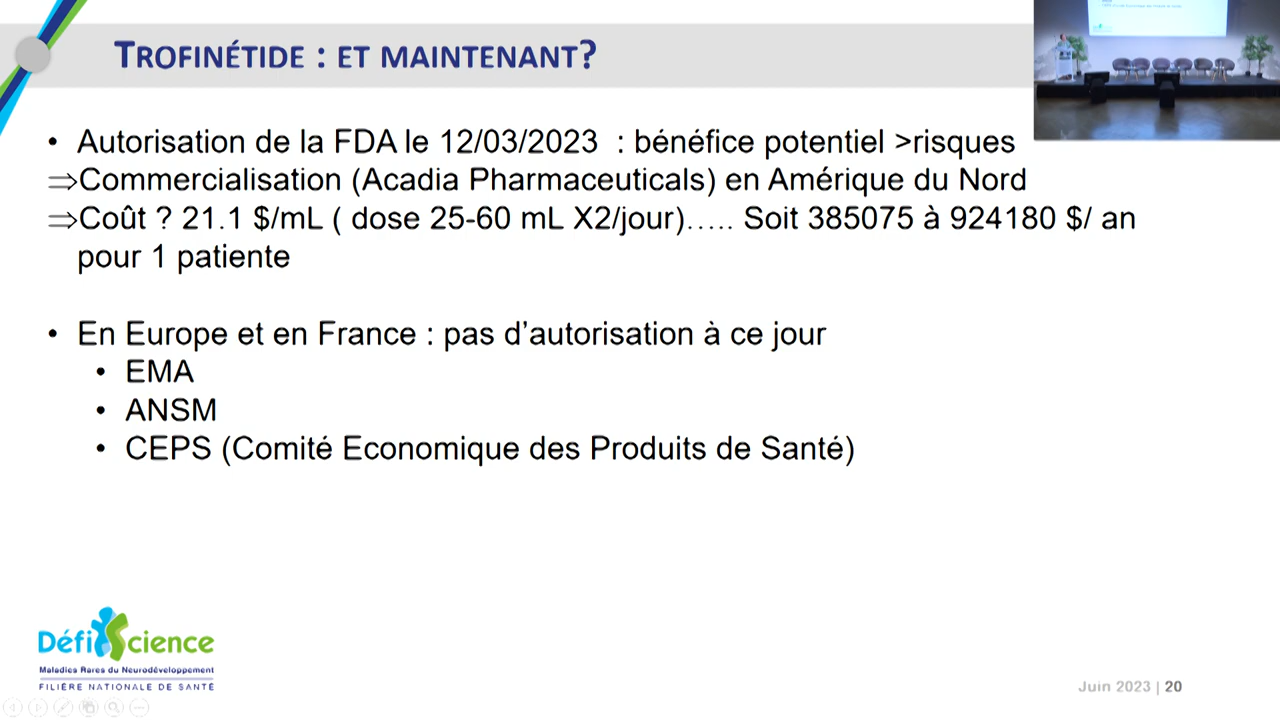 TROFINÉTIDE : ET MAINTENANT?
• Autorisation de la FDA le 12/03/2023 : bénéfice potentiel >risques
⇒Commercialisation (Acadia Pharmaceuticals) en Amérique du Nord
⇒Coût ? 21.1 $/mL ( dose 25-60 mL X2/jour)….. Soit 385075 à 924180 $/ an
pour 1 patiente
• En Europe et en France : pas d’autorisation à ce jour
• EMA
• ANSM
• CEPS (Comité Economique des Produits de Santé)
DéfiScience
Maladies Rares du Neurodéveloppement
FILIÈRE NATIONALE DE SANTÉ
Juin 2023 | 20